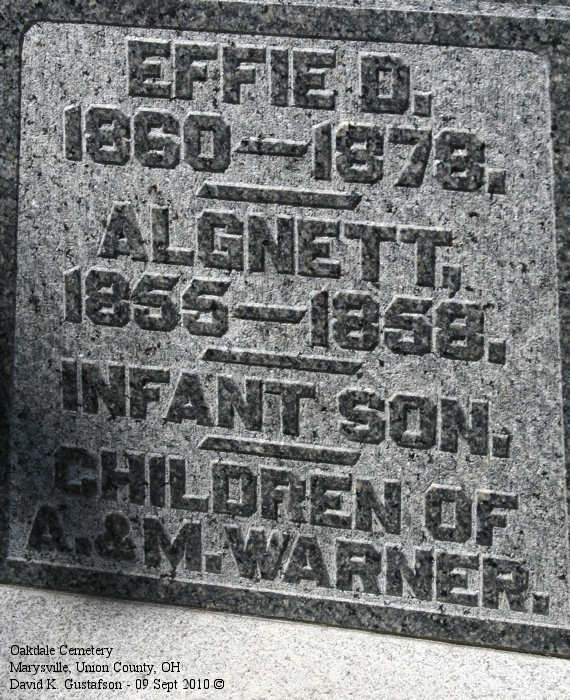 EFFIE D.
1860—1878.
ALGNETT,
1855—1858.
INFANT SON.
CHILDREN OF
A.&M.WARNER.
Oakdale Cemetery
Marysville, Union County, OH
David K. Gustafson - 09 Sept 2010 ©